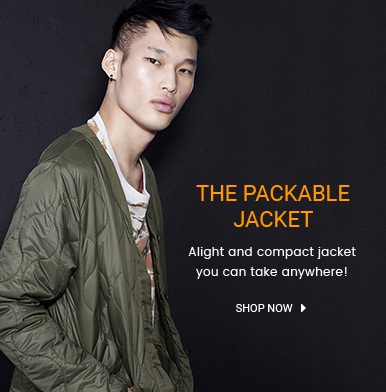 THE PACKABLE
JACKET
Alight and compact jacket
you can take anywhere!
SHOP NOW